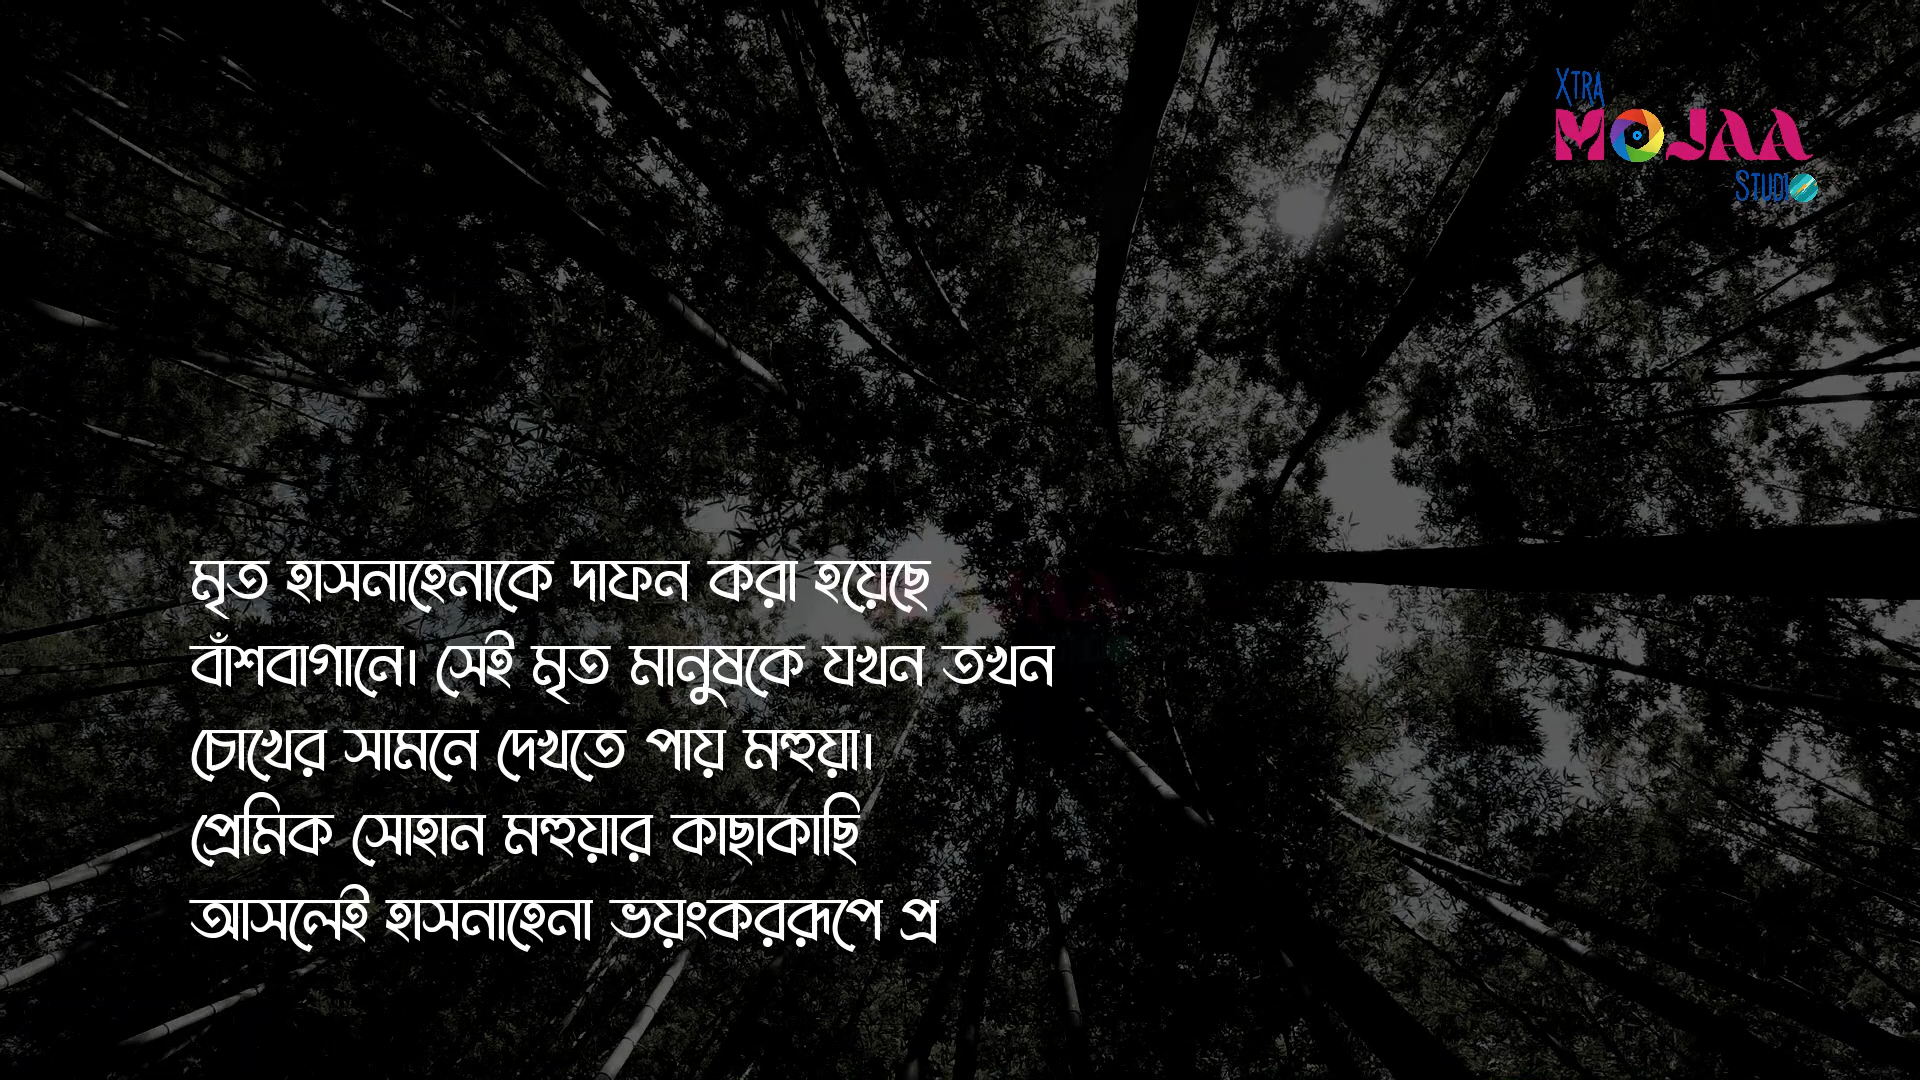 XTRA
MOJAA
STUDIO
মৃত হাসনাহেনাকে দাফন করা হয়েছে
বাঁশবাগানে। সেই মৃত মানুষকে যখন তখন
চোখের সামনে দেখতে পায় মহুয়া।
প্রেমিক সোহান মহুয়ার কাছাকাছি
আসলেই হাসনাহেনা ভয়ংকররূপে প্র